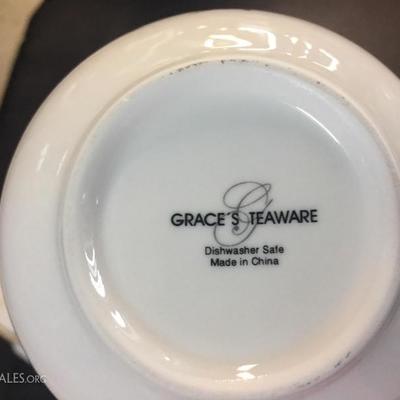 G
GRACE'S TEAWARE
Dishwasher Safe
Made in China
ALES.ORG